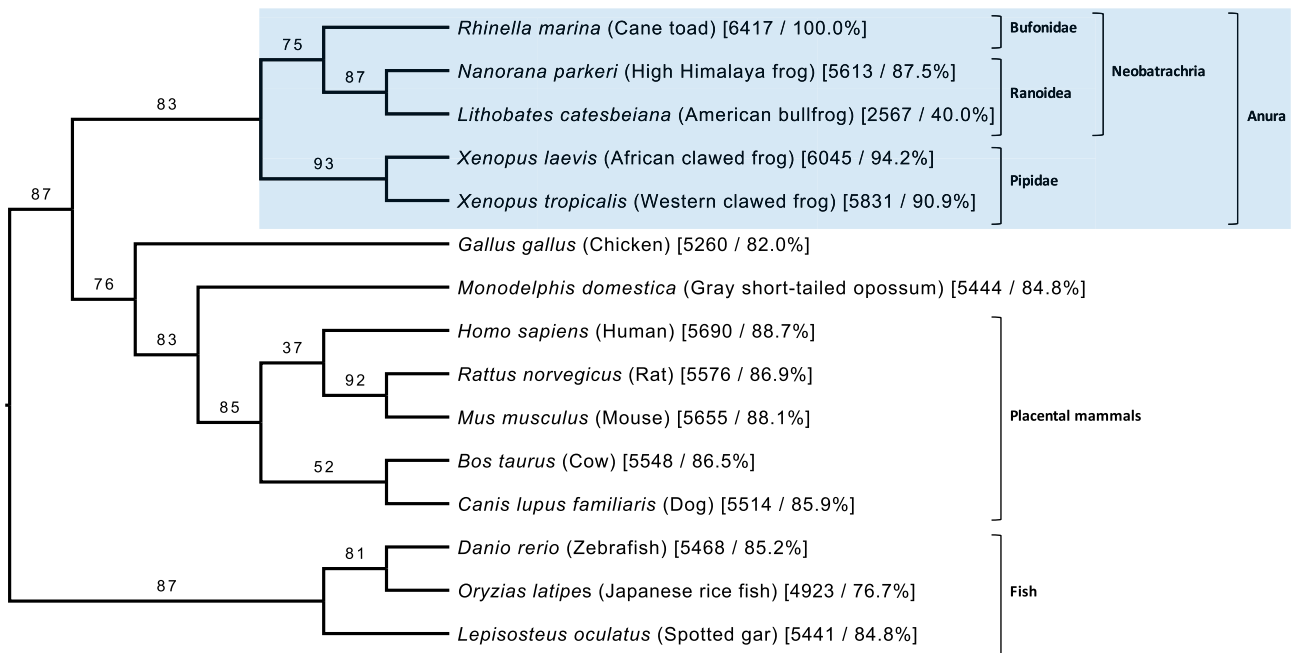 75
Rhinella marina (Cane toad) [6417 / 100.0%]
Bufonidae
87
Nanorana parkeri (High Himalaya frog) [5613 / 87.5%]
Neobatrachria
Ranoidea
83
Lithobates catesbeiana (American bullfrog) [2567 / 40.0%]
Anura
93
Xenopus laevis (African clawed frog) [6045 / 94.2%]
Pipidae
87
Xenopus tropicalis (Western clawed frog) [5831 / 90.9%]
Gallus gallus (Chicken) [5260 / 82.0%]
76
Monodelphis domestica (Gray short-tailed opossum) [5444 / 84.8%]
83
37
Homo sapiens (Human) [5690 / 88.7%]
92
Rattus norvegicus (Rat) [5576 / 86.9%]
85
Mus musculus (Mouse) [5655 / 88.1%]
Placental mammals
52
Bos taurus (Cow) [5548 / 86.5%]
Canis lupus familiaris (Dog) [5514 / 85.9%]
81
Danio rerio (Zebrafish) [5468 / 85.2%]
87
Oryzias latipes (Japanese rice fish) [4923 / 76.7%]
Fish
Lepisosteus oculatus (Spotted gar) [5441 / 84.8%]